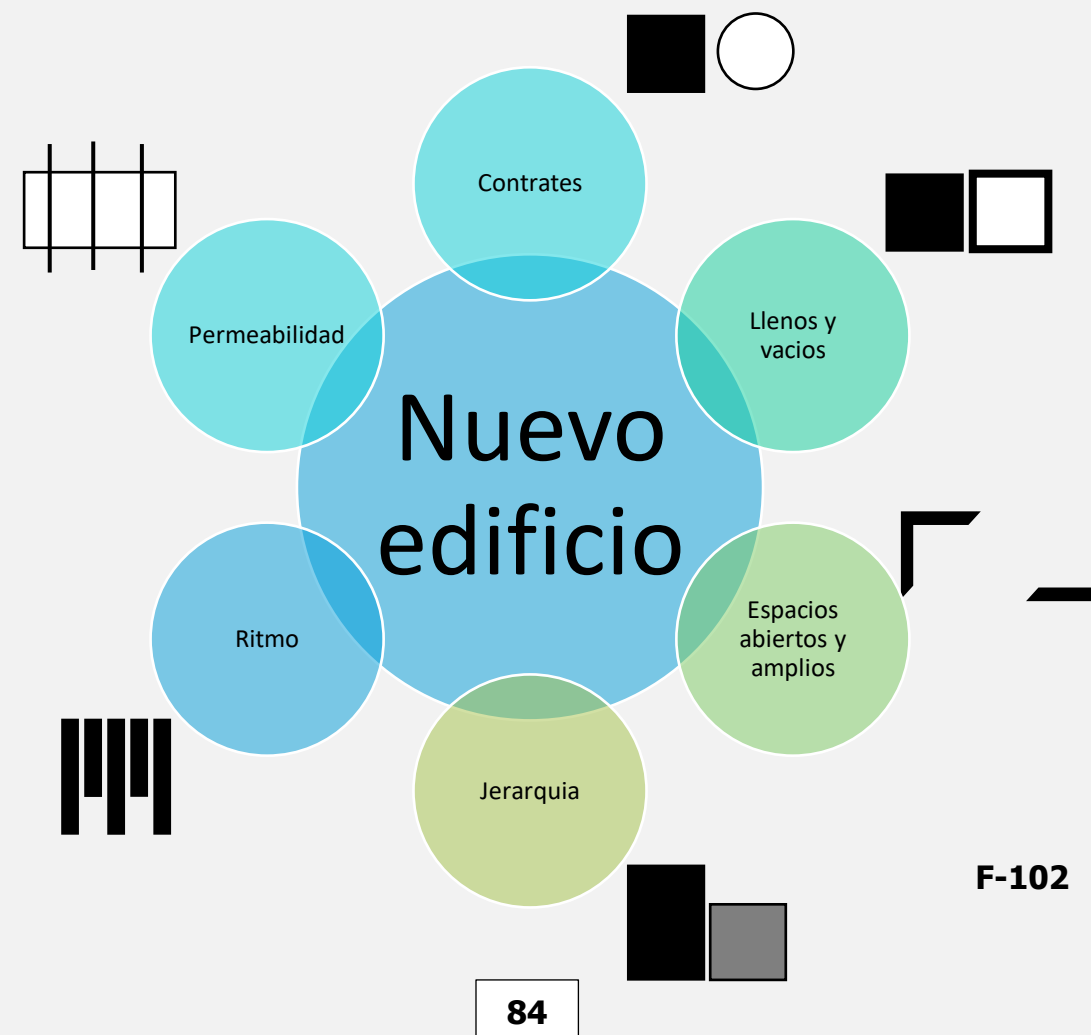 Contrates
Llenos y
vacios
Permeabilidad
Nuevo
edificio
Espacios
abiertos y
amplios
Ritmo
Jerarquia
F-102
84